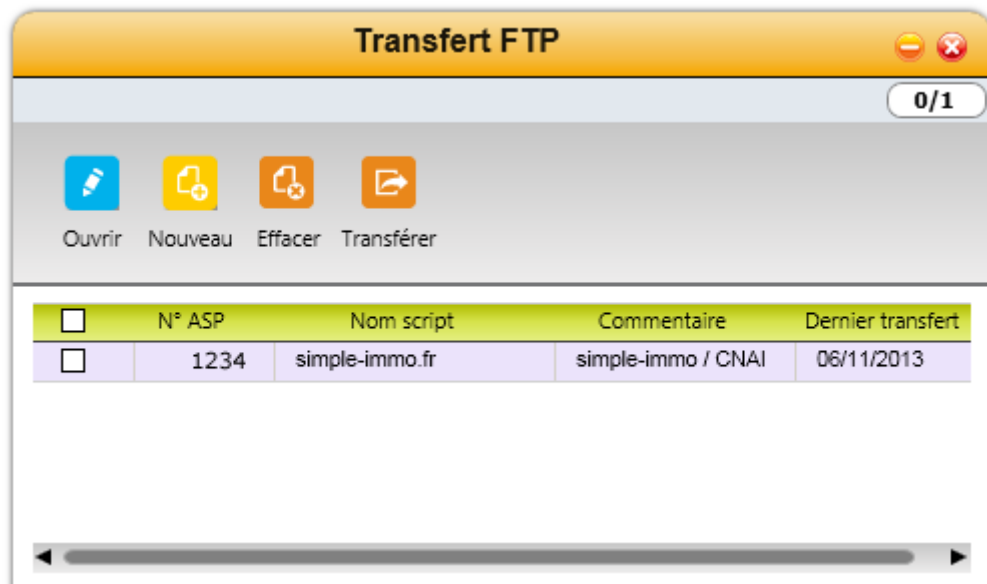 Transfert FTP
0/1
Ouvrir Nouveau Effacer Transférer
N° ASP Nom script Commentaire Dernier transfert
1234 simple-immo.fr simple-immo / CNAI 06/11/2013